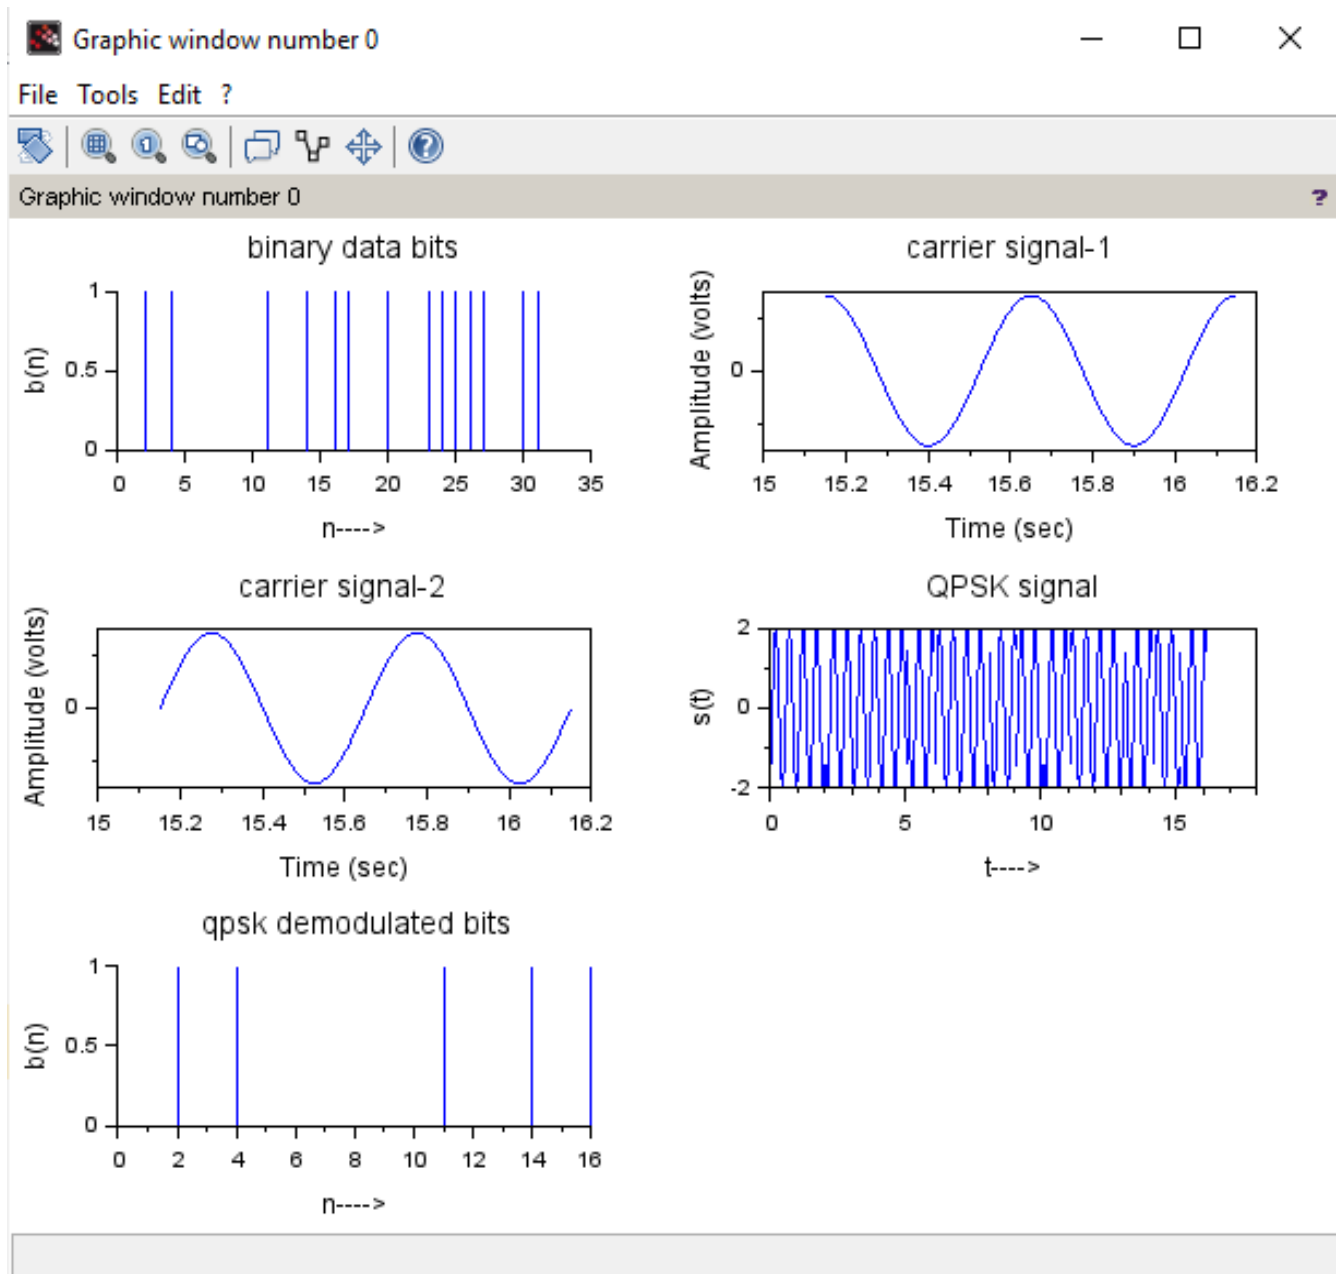 Graphic window number 0
File Tools Edit ?
Graphic window number 0 ?
binary data bits
b(n)
1
0.5
0
0 5 10 15 20 25 30 35
n---->
carrier signal-1
Amplitude (volts)
0
15 15.2 15.4 15.6 15.8 16 16.2
Time (sec)
carrier signal-2
Amplitude (volts)
0
15 15.2 15.4 15.6 15.8 16 16.2
Time (sec)
QPSK signal
s(t)
2
0
-2
0 5 10 15
t---->
qpsk demodulated bits
b(n)
1
0.5
0
0 2 4 6 8 10 12 14 16
n---->